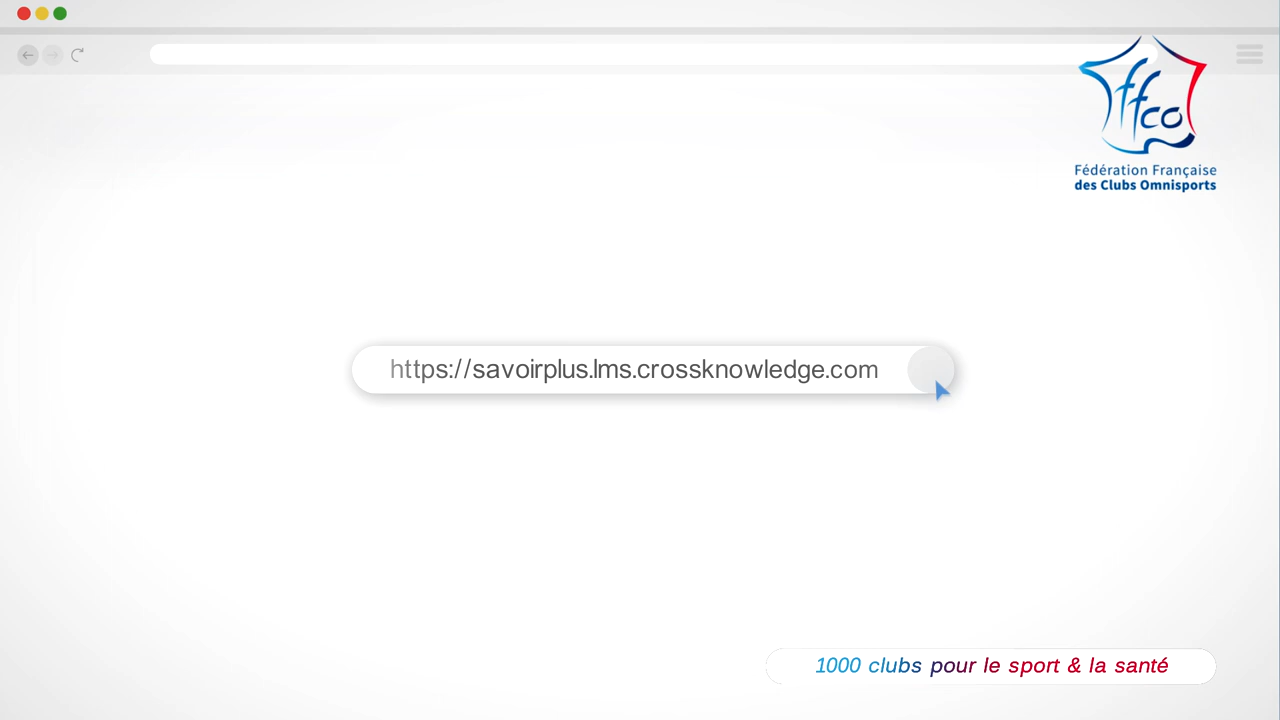 ffco
Fédération Française
des Clubs Omnisports
https://savoirplus.lms.crossknowledge.com
1000 clubs pour le sport & la santé